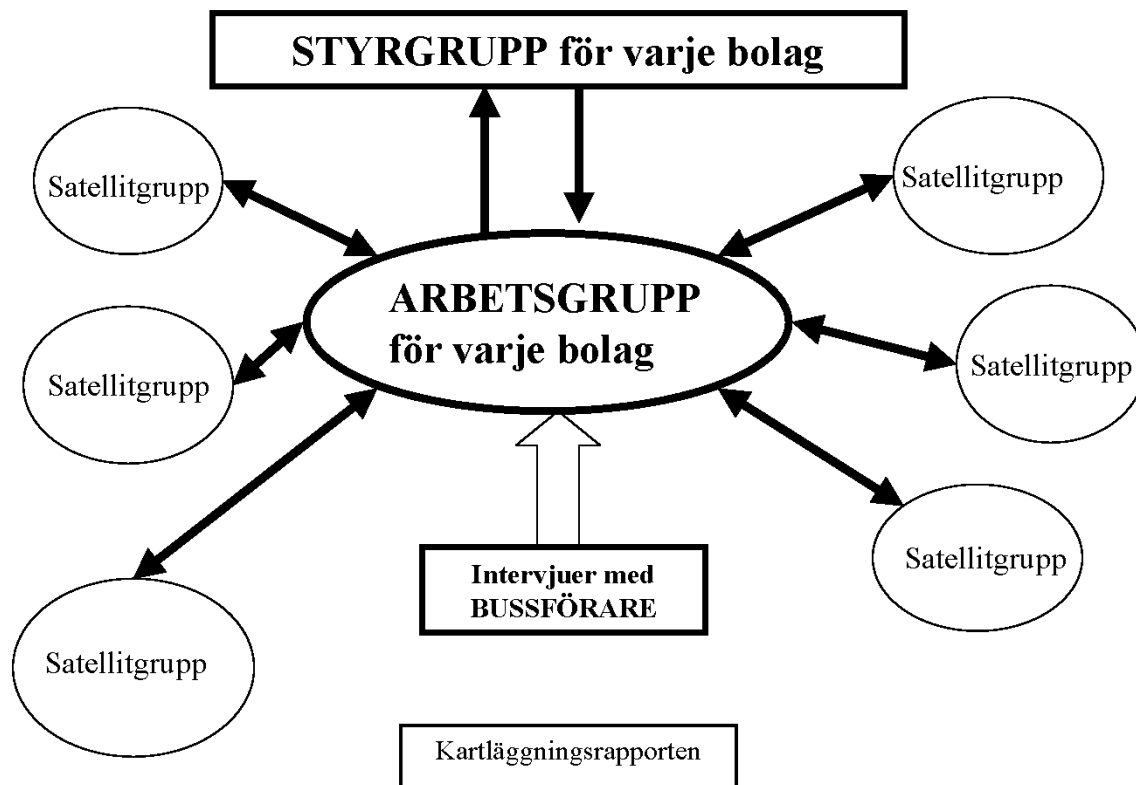 STYRGRUPP för varje bolag
Satellitgrupp
Satellitgrupp
ARBETSGRUPP
för varje bolag
Satellitgrupp
Satellitgrupp
Satellitgrupp
Intervjuer med
BUSSFÖRARE
Satellitgrupp
Kartläggningsrapporten